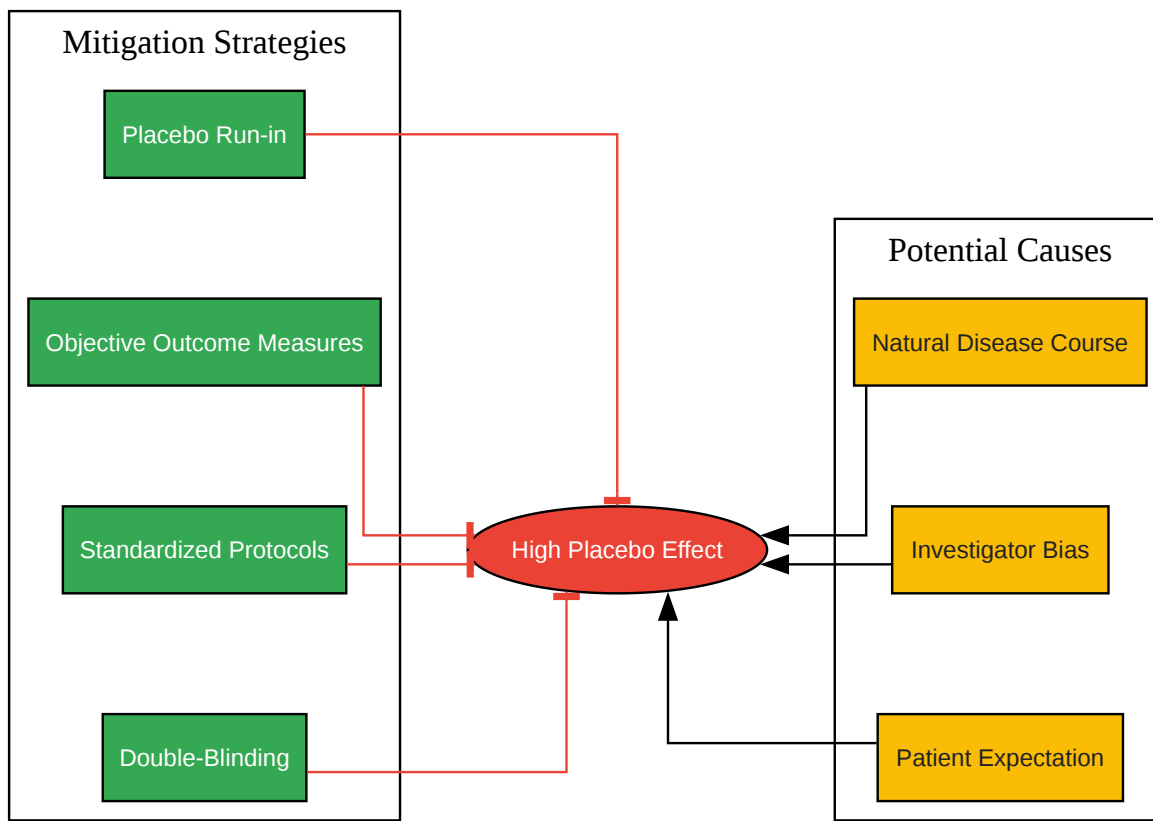 Mitigation Strategies
Placebo Run-in
Objective Outcome Measures
Standardized Protocols
Double-Blinding
High Placebo Effect
Potential Causes
Natural Disease Course
Investigator Bias
Patient Expectation